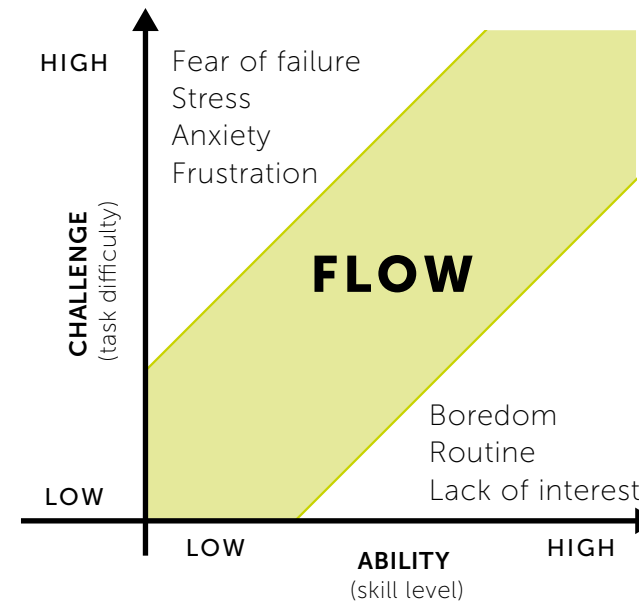 HIGH
Fear of failure
Stress
Anxiety
Frustration
CHALLENGE
(task difficulty)
FLOW
Boredom
Routine
Lack of interest
LOW
LOW
ABILITY
(skill level)
HIGH